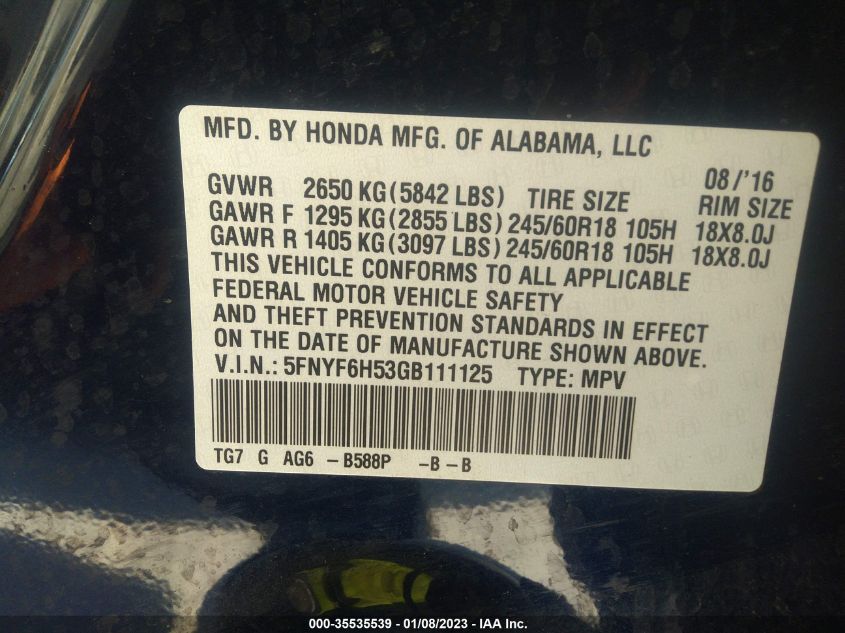 MFD. BY HONDA MFG. OF ALABAMA, LLC
08/'16
GVWR 2650 KG (5842 LBS) TIRE SIZE RIM SIZE
GAWR F 1295 KG (2855 LBS) 245/60R18 105H 18X8.0J
GAWR R 1405 KG (3097 LBS) 245/60R18 105H 18X8.0J
THIS VEHICLE CONFORMS TO ALL APPLICABLE
FEDERAL MOTOR VEHICLE SAFETY
AND THEFT PREVENTION STANDARDS IN EFFECT
ON THE DATE OF MANUFACTURE SHOWN ABOVE.
V.I.N.: 5FNYF6H53GB111125 TYPE: MPV
TG7 G AG6 -B588P -B-B
000-35535539 - 01/08/2023 - IAA Inc.